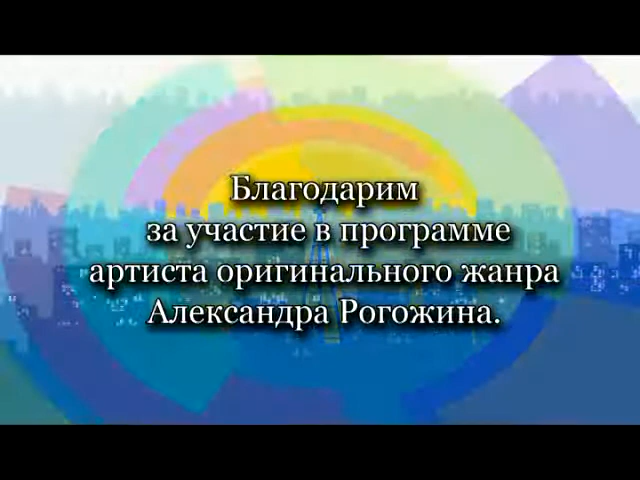 Благодарим
за участие в программе
артиста оригинального жанра
Александра Рогожина.